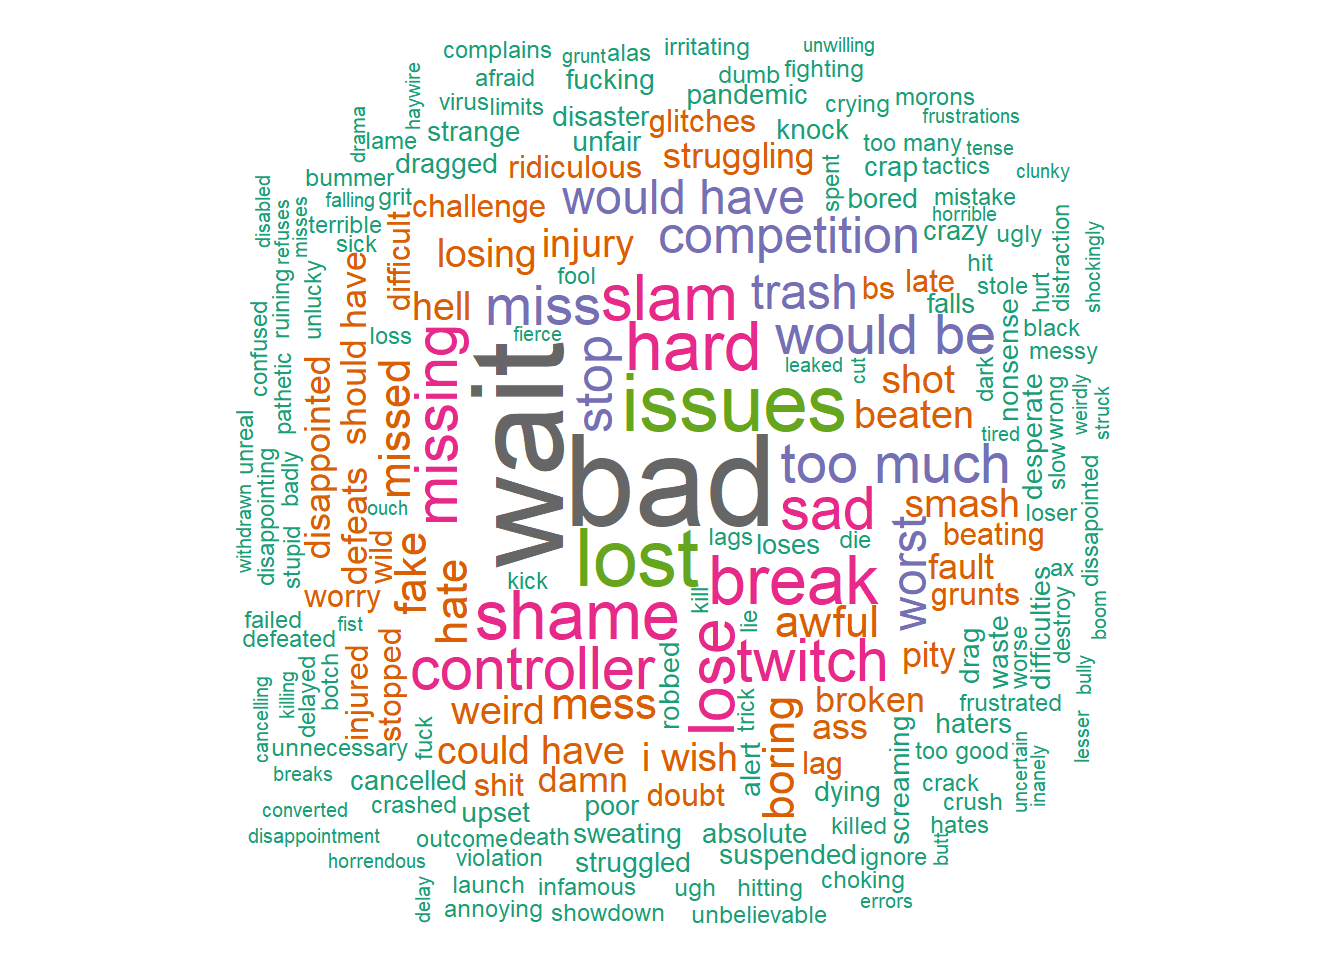 complains
grunt
alas
irritating
unwilling
afraid
fucking
dumb
fighting
haywire
virus
limits
disaster
pandemic
crying
morons
frustrations
drama
lame
strange
unfair
glitches
knock
too many
tense
dragged
ridiculous
struggling
spent
crap
tactics
clunky
bummer
falling
grit
challenge
would have
bored
mistake
horrible
disabled
refuses
misses
terrible
sick
difficult
losing
injury
competition
crazy
ugly
distraction
shockingly
hit
fool
confused
ruining
unlucky
should have
hell
miss
slam
trash
bs
late
stole
hurt
falls
loss
missing
fierce
hard
would be
nonsense
black
messy
pathetic
disappointed
missed
wait
stop
issues
leaked
cut
shot
dark
beaten
desperate
wrong
weirdly
struck
unreal
tired
bad
too much
slow
withdrawn
disappointing
badly
stupid
defeats
ouch
sad
worst
smash
loser
dissapointed
wild
fake
lost
lags
loses
die
beating
worry
hate
kick
break
kill
fault
grunts
difficulties
ax
destroy
boom
failed
defeated
fist
shame
lie
awful
injured
stopped
controller
lose
twitch
pity
drag
waste
worse
bully
cancelling
killing
delayed
botch
robbed
trick
weird
mess
broken
frustrated
lesser
unnecessary
fuck
could have
i wish
alert
boring
ass
screaming
haters
too good
uncertain
inanely
breaks
cancelled
shit
damn
doubt
lag
dying
crack
crush
converted
crashed
upset
poor
disappointment
outcome
death
sweating
absolute
killed
hates
butt
horrendous
violation
struggled
suspended
ignore
delay
launch
infamous
ugh
hitting
choking
errors
annoying
showdown
unbelievable